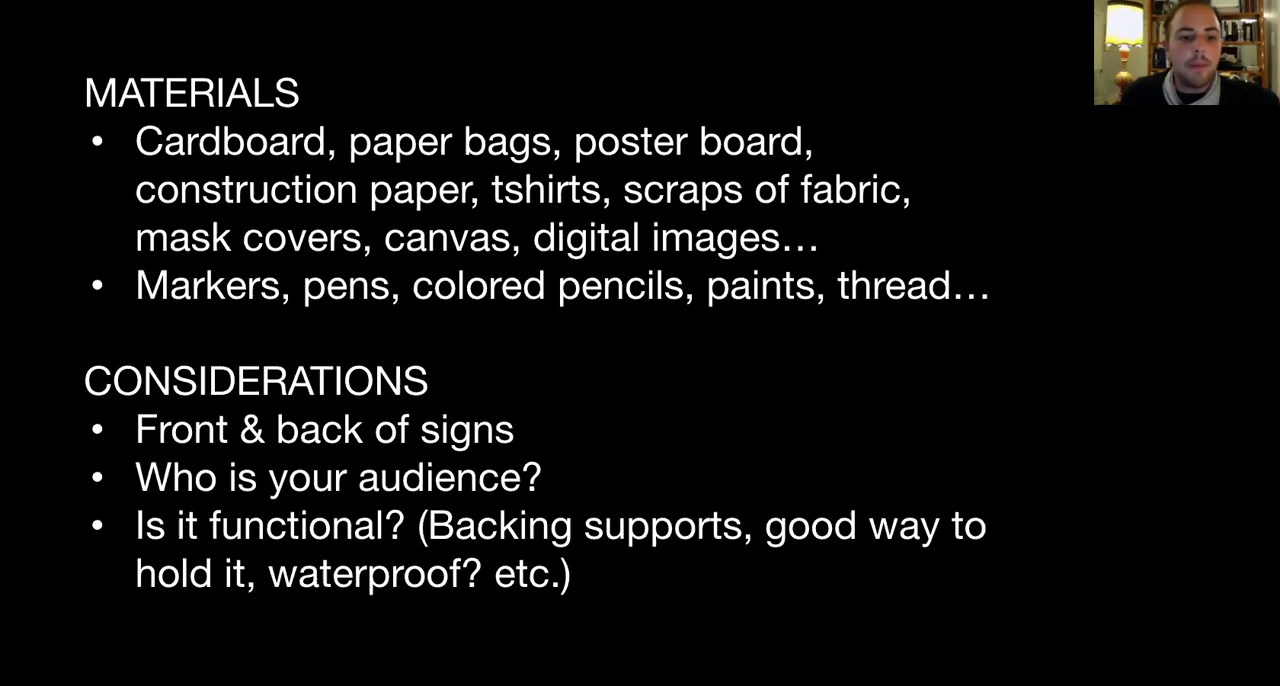 MATERIALS
• Cardboard, paper bags, poster board,
construction paper, tshirts, scraps of fabric,
mask covers, canvas, digital images…
• Markers, pens, colored pencils, paints, thread…
CONSIDERATIONS
• Front & back of signs
• Who is your audience?
• Is it functional? (Backing supports, good way to
hold it, waterproof? etc.)